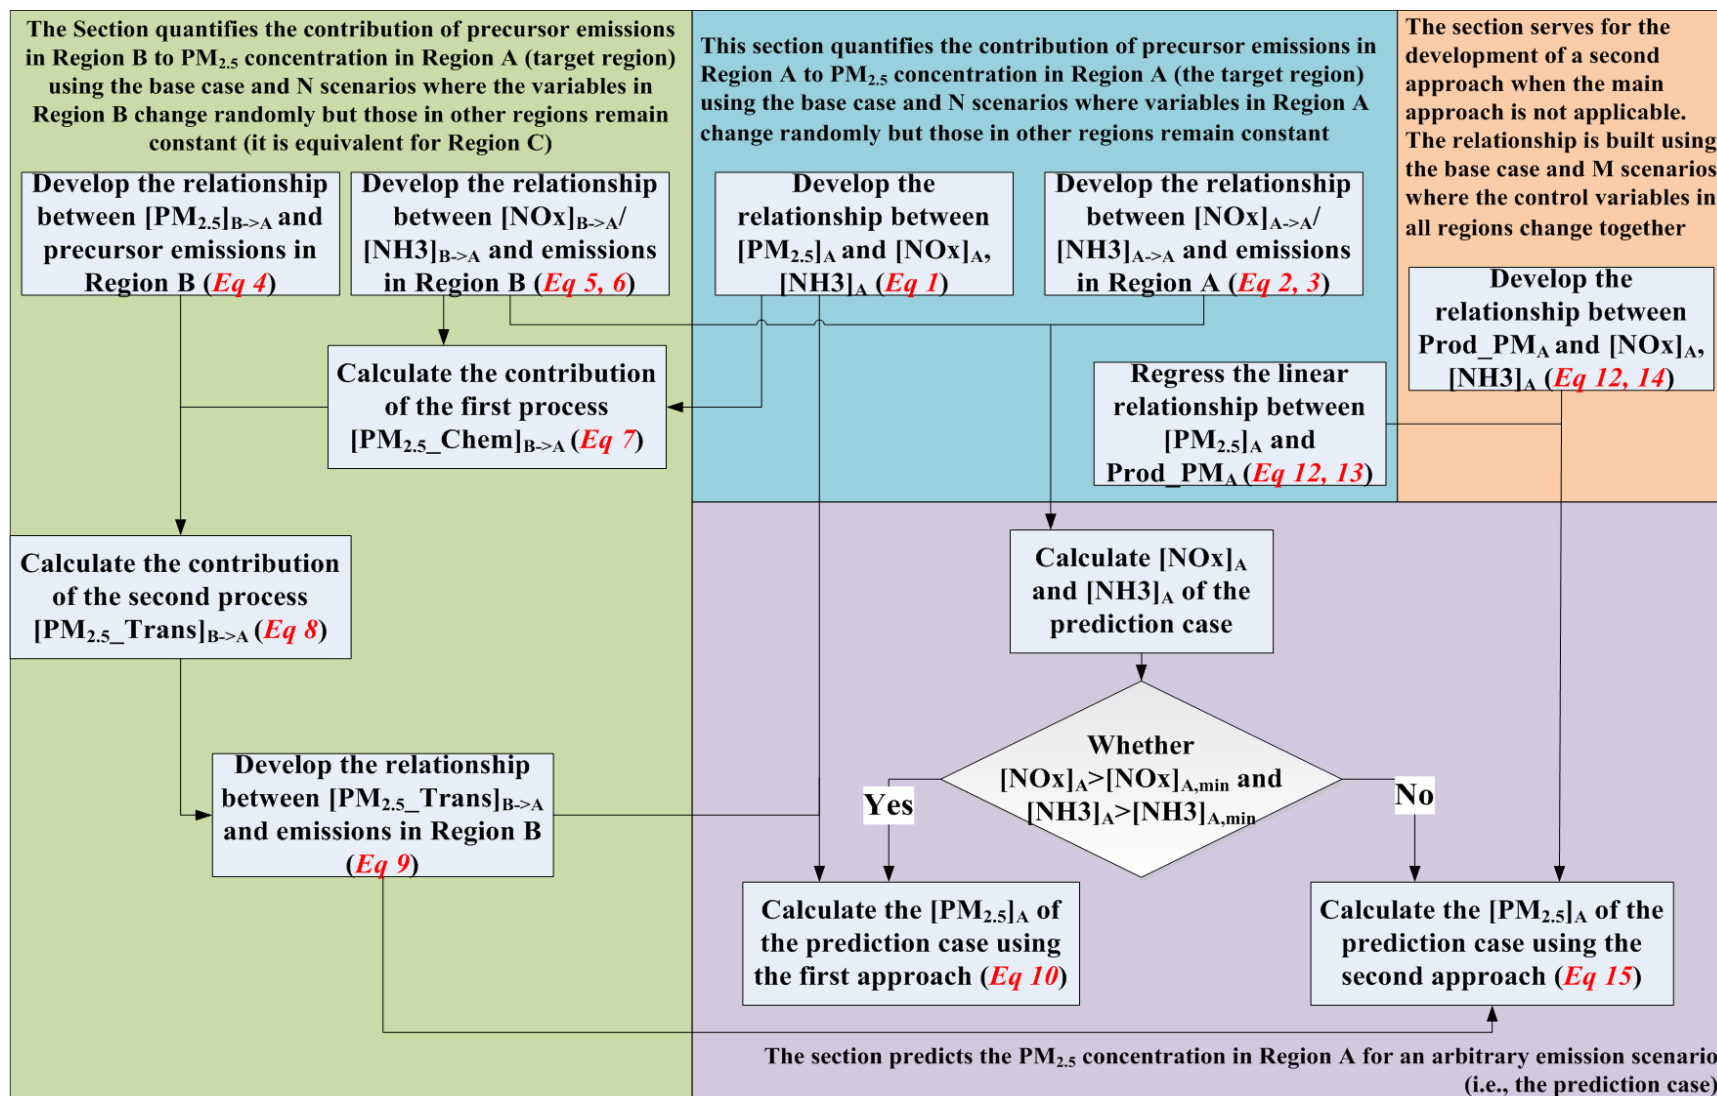 The Section quantifies the contribution of precursor emissions
in Region B to PM2.5 concentration in Region A (target region)
using the base case and N scenarios where the variables in
Region B change randomly but those in other regions remain
constant (it is equivalent for Region C)
Develop the relationship
between [PM2.5]B->A and
precursor emissions in
Region B (Eq 4)
Develop the relationship
between [NOx]B->A/
[NH3]B->A and emissions
in Region B (Eq 5, 6)
Calculate the contribution
of the first process
[PM2.5_Chem]B->A (Eq 7)
Calculate the contribution
of the second process
[PM2.5_Trans]B->A (Eq 8)
Develop the relationship
between [PM2.5_Trans]B->A
and emissions in Region B
(Eq 9)
This section quantifies the contribution of precursor emissions in
Region A to PM2.5 concentration in Region A (the target region)
using the base case and N scenarios where variables in Region A
change randomly but those in other regions remain constant
Develop the
relationship between
[PM2.5]A and [NOx]A,
[NH3]A (Eq 1)
Develop the relationship
between [NOx]A->A/
[NH3]A->A and emissions
in Region A (Eq 2, 3)
Regress the linear
relationship between
[PM2.5]A and
Prod_PMA (Eq 12, 13)
The section serves for the
development of a second
approach when the main
approach is not applicable.
The relationship is built using
the base case and M scenarios
where the control variables in
all regions change together
Develop the
relationship between
Prod_PMA and [NOx]A,
[NH3]A (Eq 12, 14)
Calculate [NOx]A
and [NH3]A of the
prediction case
Whether
[NOx]A>[NOx]A,min and
[NH3]A>[NH3]A,min
Yes
No
Calculate the [PM2.5]A of
the prediction case using
the first approach (Eq 10)
Calculate the [PM2.5]A of the
prediction case using the
second approach (Eq 15)
The section predicts the PM2.5 concentration in Region A for an arbitrary emission scenario
(i.e., the prediction case)